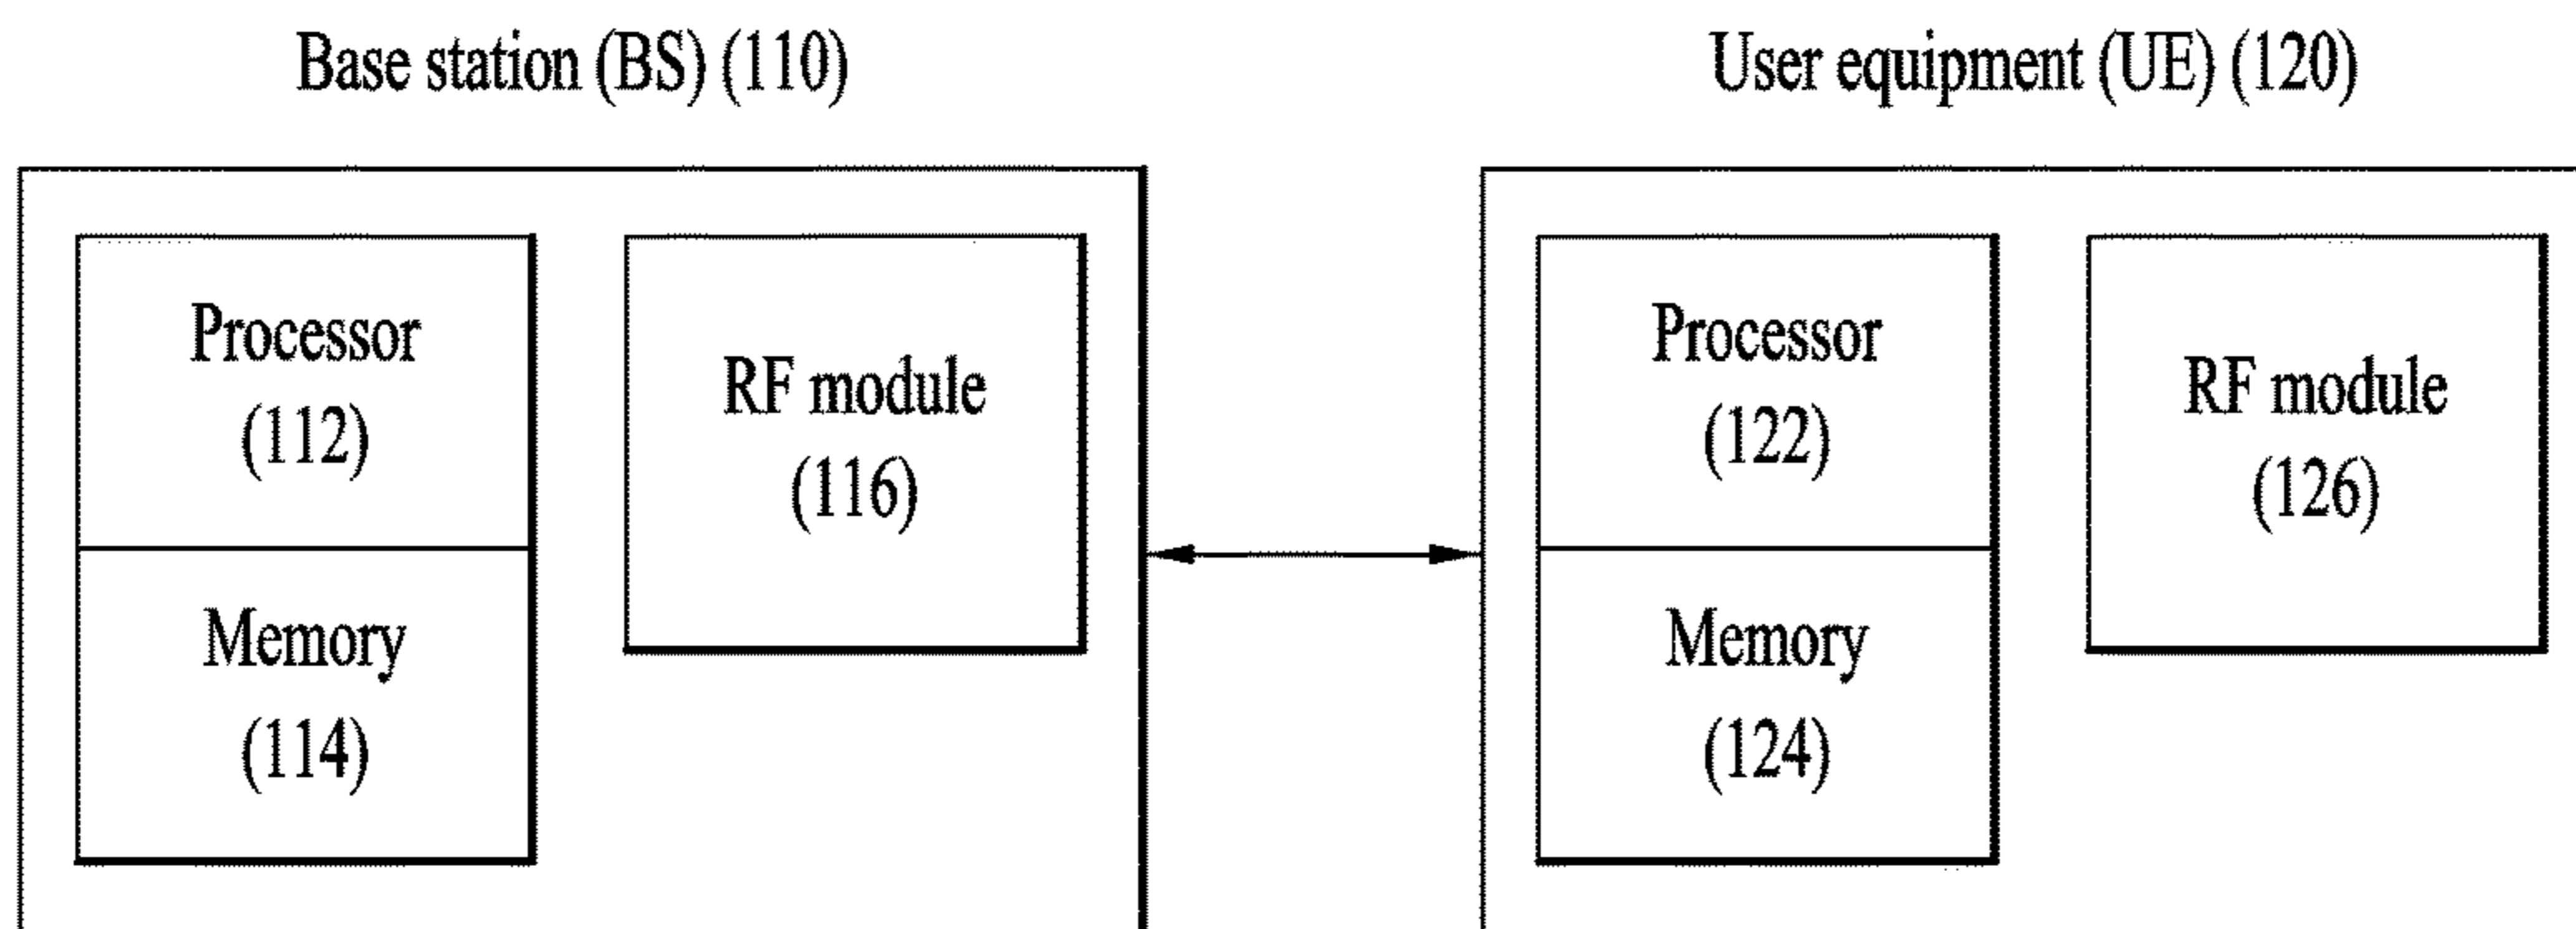 Base station (BS) (110)
Processor
(112)
Memory
(114)
RF module
(116)
User equipment (UE) (120)
Processor
(122)
Memory
(124)
RF module
(126)